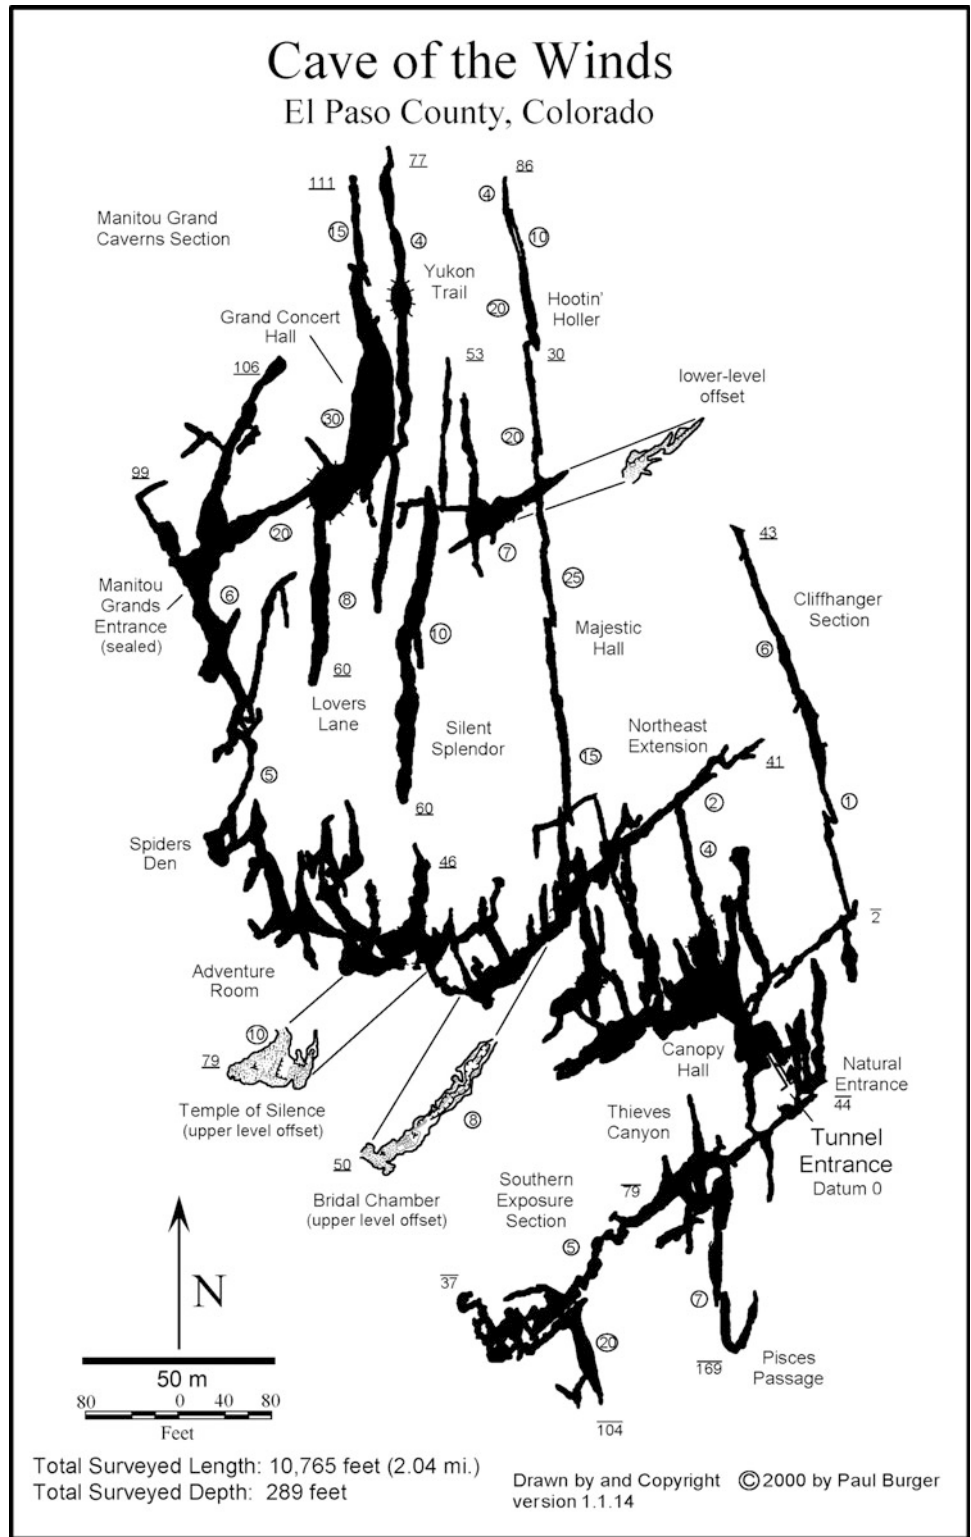 Cave of the Winds
El Paso County, Colorado
77
86
111
4
Manitou Grand
Caverns Section
15
4
10
Yukon
Trail
Hootin'
Holler
20
Grand Concert
Hall
53
30
106
lower-level
offset
30
20
99
20
7
43
Manitou
Grands
Entrance
(sealed)
6
8
25
Cliffhanger
Section
10
Majestic
Hall
6
60
Lovers
Lane
Silent
Splendor
Northeast
Extension
5
15
41
60
2
1
Spiders
Den
46
4
2
Adventure
Room
10
79
Canopy
Hall
Natural
Entrance
44
Temple of Silence
(upper level offset)
8
Thieves
Canyon
Tunnel
Entrance
Datum 0
50
Bridal Chamber
(upper level offset)
Southern
Exposure
Section
79
5
37
7
N
20
169
Pisces
Passage
104
50 m
80 0 40 80
Feet
Total Surveyed Length: 10,765 feet (2.04 mi.)
Total Surveyed Depth: 289 feet
Drawn by and Copyright © 2000 by Paul Burger
version 1.1.14